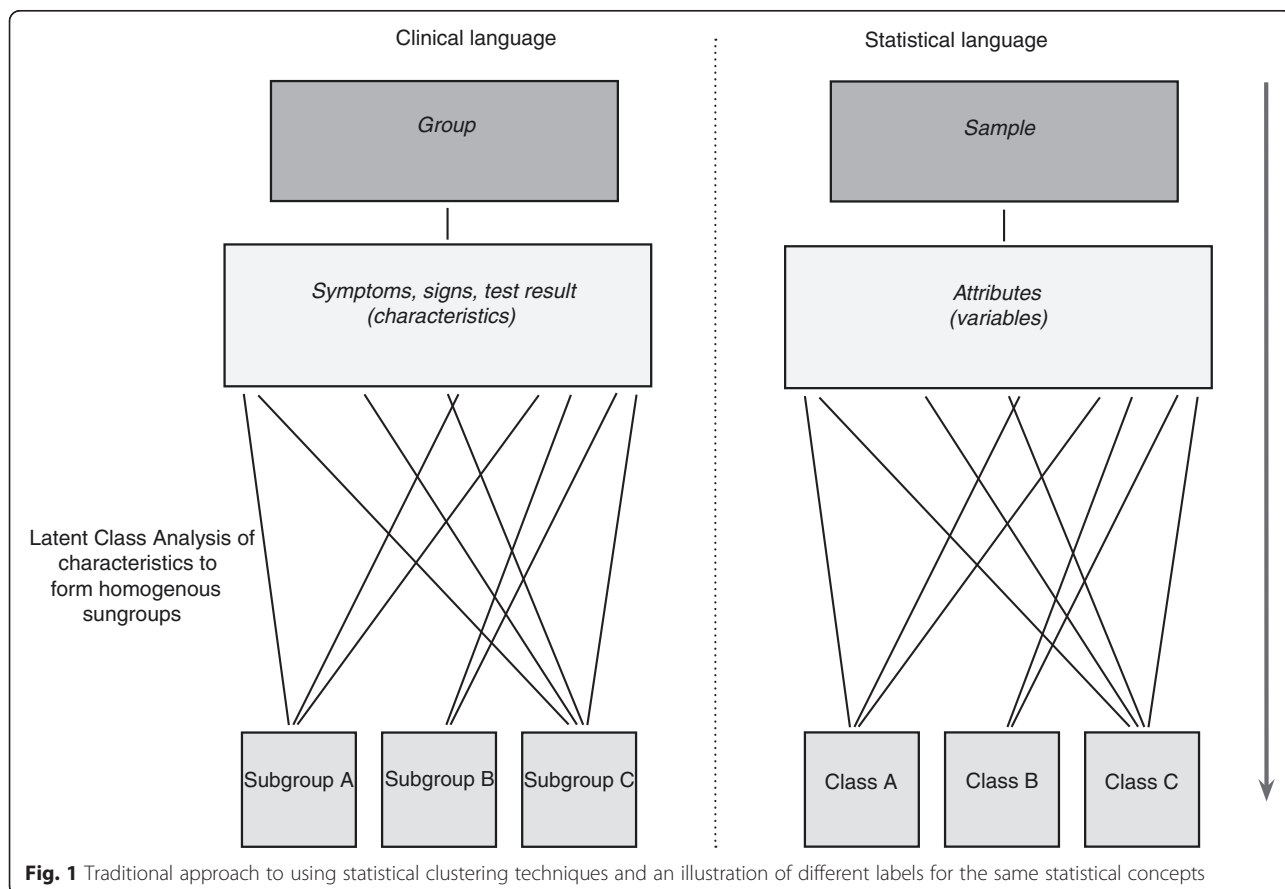 Clinical language
Statistical language
Group
Sample
Symptoms, signs, test result
(characteristics)
Attributes
(variables)
Latent Class Analysis of
characteristics to
form homogenous
sungroups
Subgroup A
Subgroup B
Subgroup C
Class A
Class B
Class C
Fig. 1 Traditional approach to using statistical clustering techniques and an illustration of different labels for the same statistical concepts